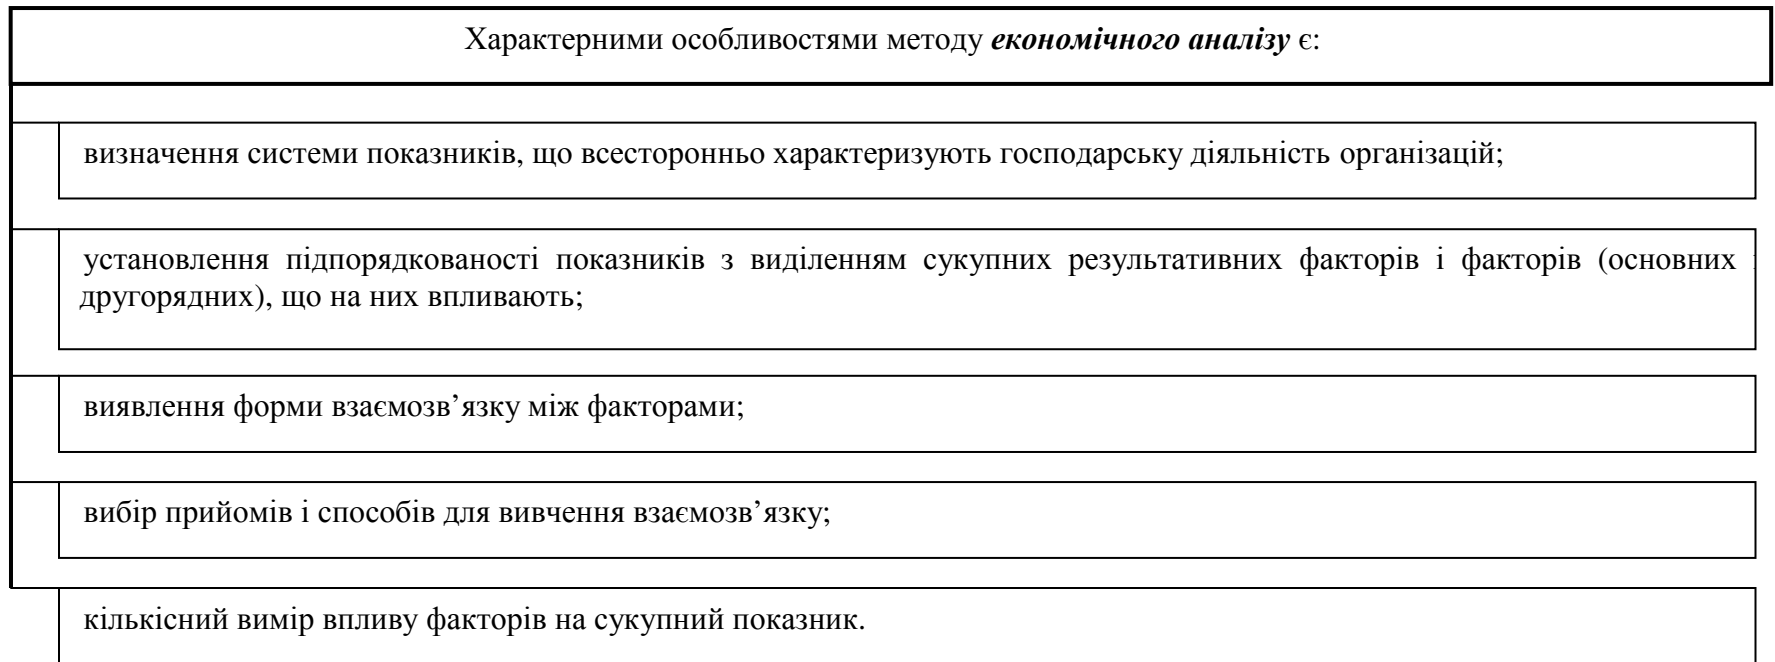 Характерними особливостями методу економічного аналізу є:
визначення системи показників, що всесторонньо характеризують господарську діяльність організацій;
установлення підпорядкованості показників з виділенням сукупних результативних факторів і факторів (основних
другорядних), що на них впливають;
виявлення форми взаємозв’язку між факторами;
вибір прийомів і способів для вивчення взаємозв’язку;
кількісний вимір впливу факторів на сукупний показник.